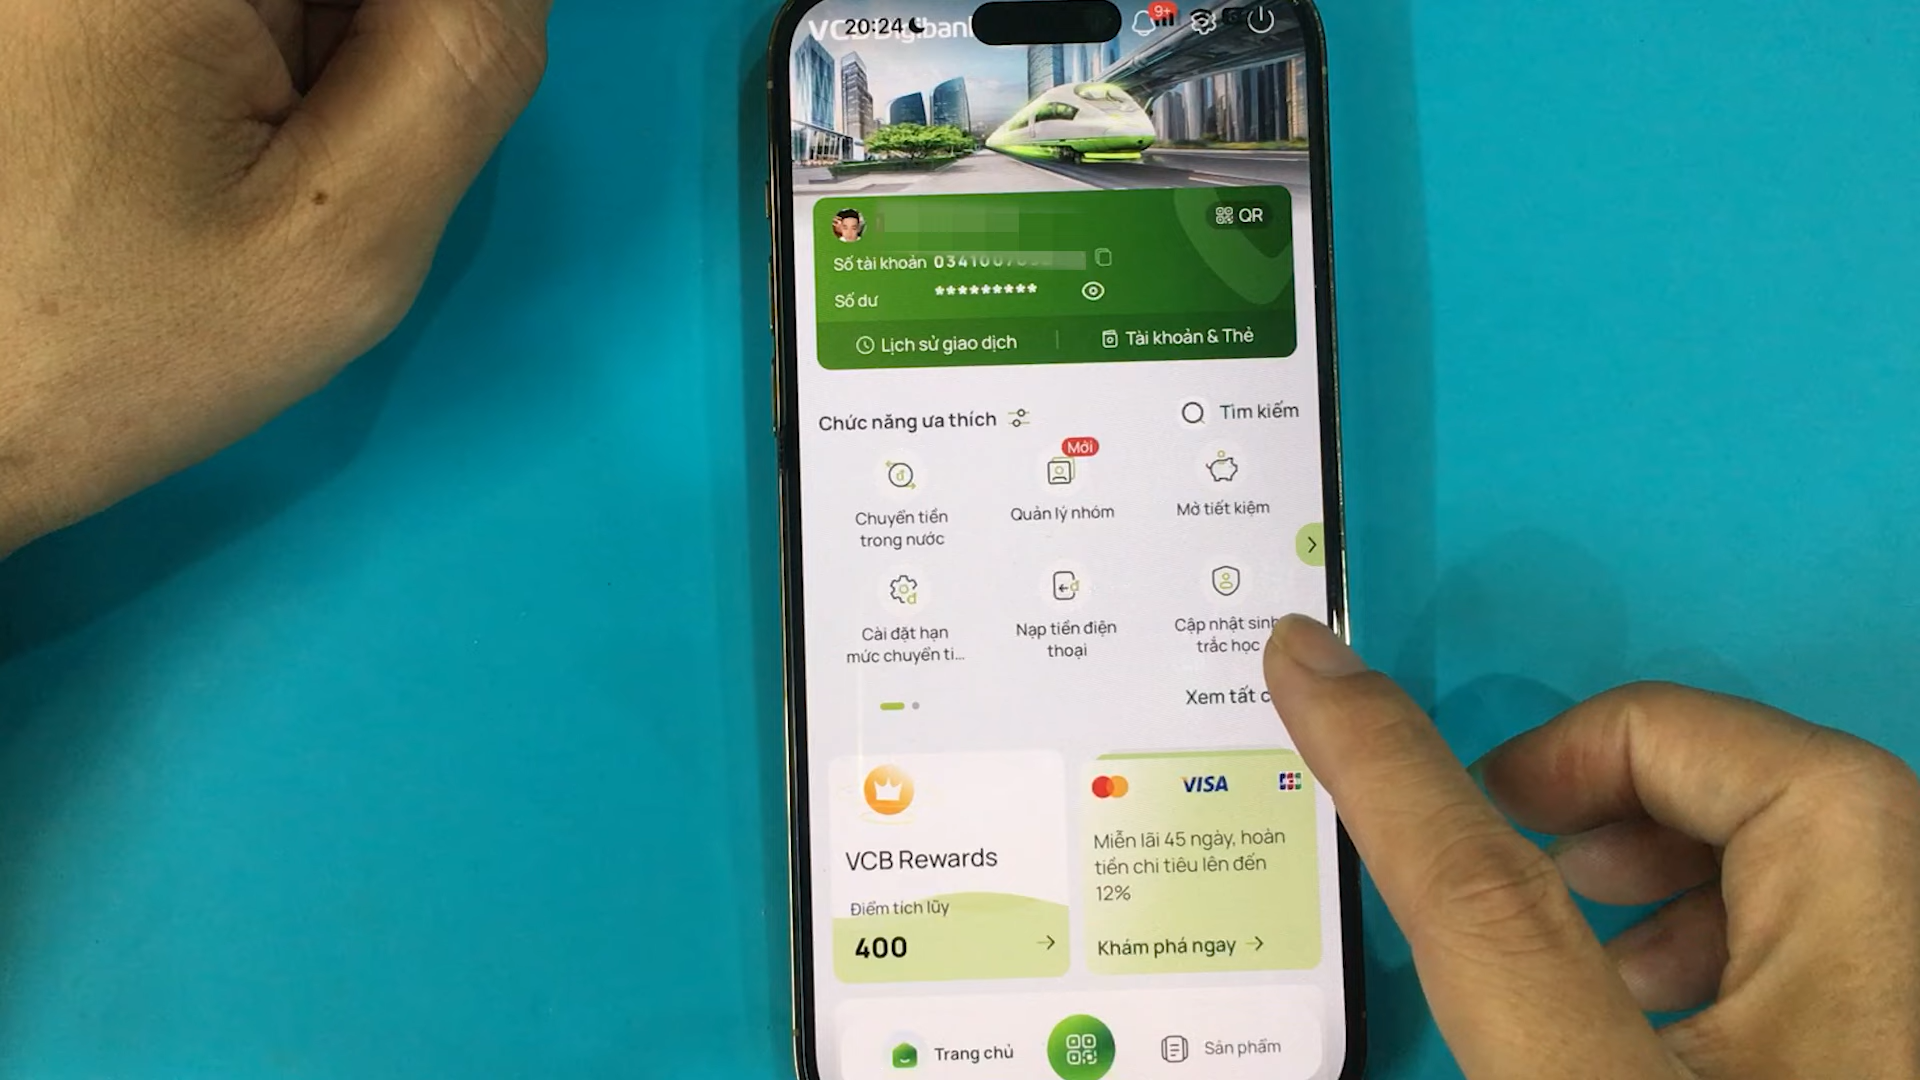 VCB Digibank
20:24
9+
QR
Số tài khoản
Số dư *********
Lịch sử giao dịch
Tài khoản & Thẻ
Chức năng ưa thích
Tìm kiếm
Mới
Chuyển tiền
trong nước
Quản lý nhóm
Mở tiết kiệm
Cài đặt hạn
mức chuyển ti...
Nạp tiền điện
thoại
Cập nhật sinh
trắc học
Xem tất
VISA
JCB
Miễn lãi 45 ngày, hoàn
tiền chi tiêu lên đến
12%
Khám phá ngay
VCB Rewards
Điểm tích lũy
400
Trang chủ
Sản phẩm